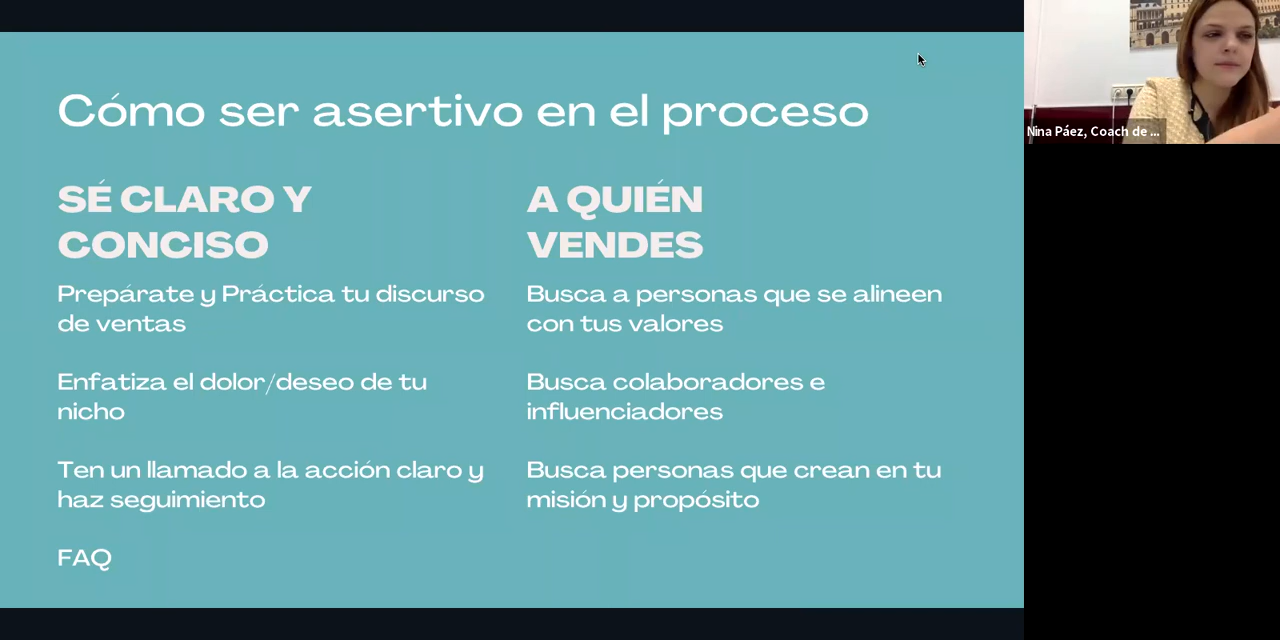 Cómo ser asertivo en el proceso
SÉ CLARO Y
CONCISO
Prepárate y Práctica tu discurso
de ventas
Enfatiza el dolor/deseo de tu
nicho
Ten un llamado a la acción claro y
haz seguimiento
FAQ
A QUIÉN
VENDES
Busca a personas que se alineen
con tus valores
Busca colaboradores e
influenciadores
Busca personas que crean en tu
misión y propósito
Nina Páez, Coach de ...